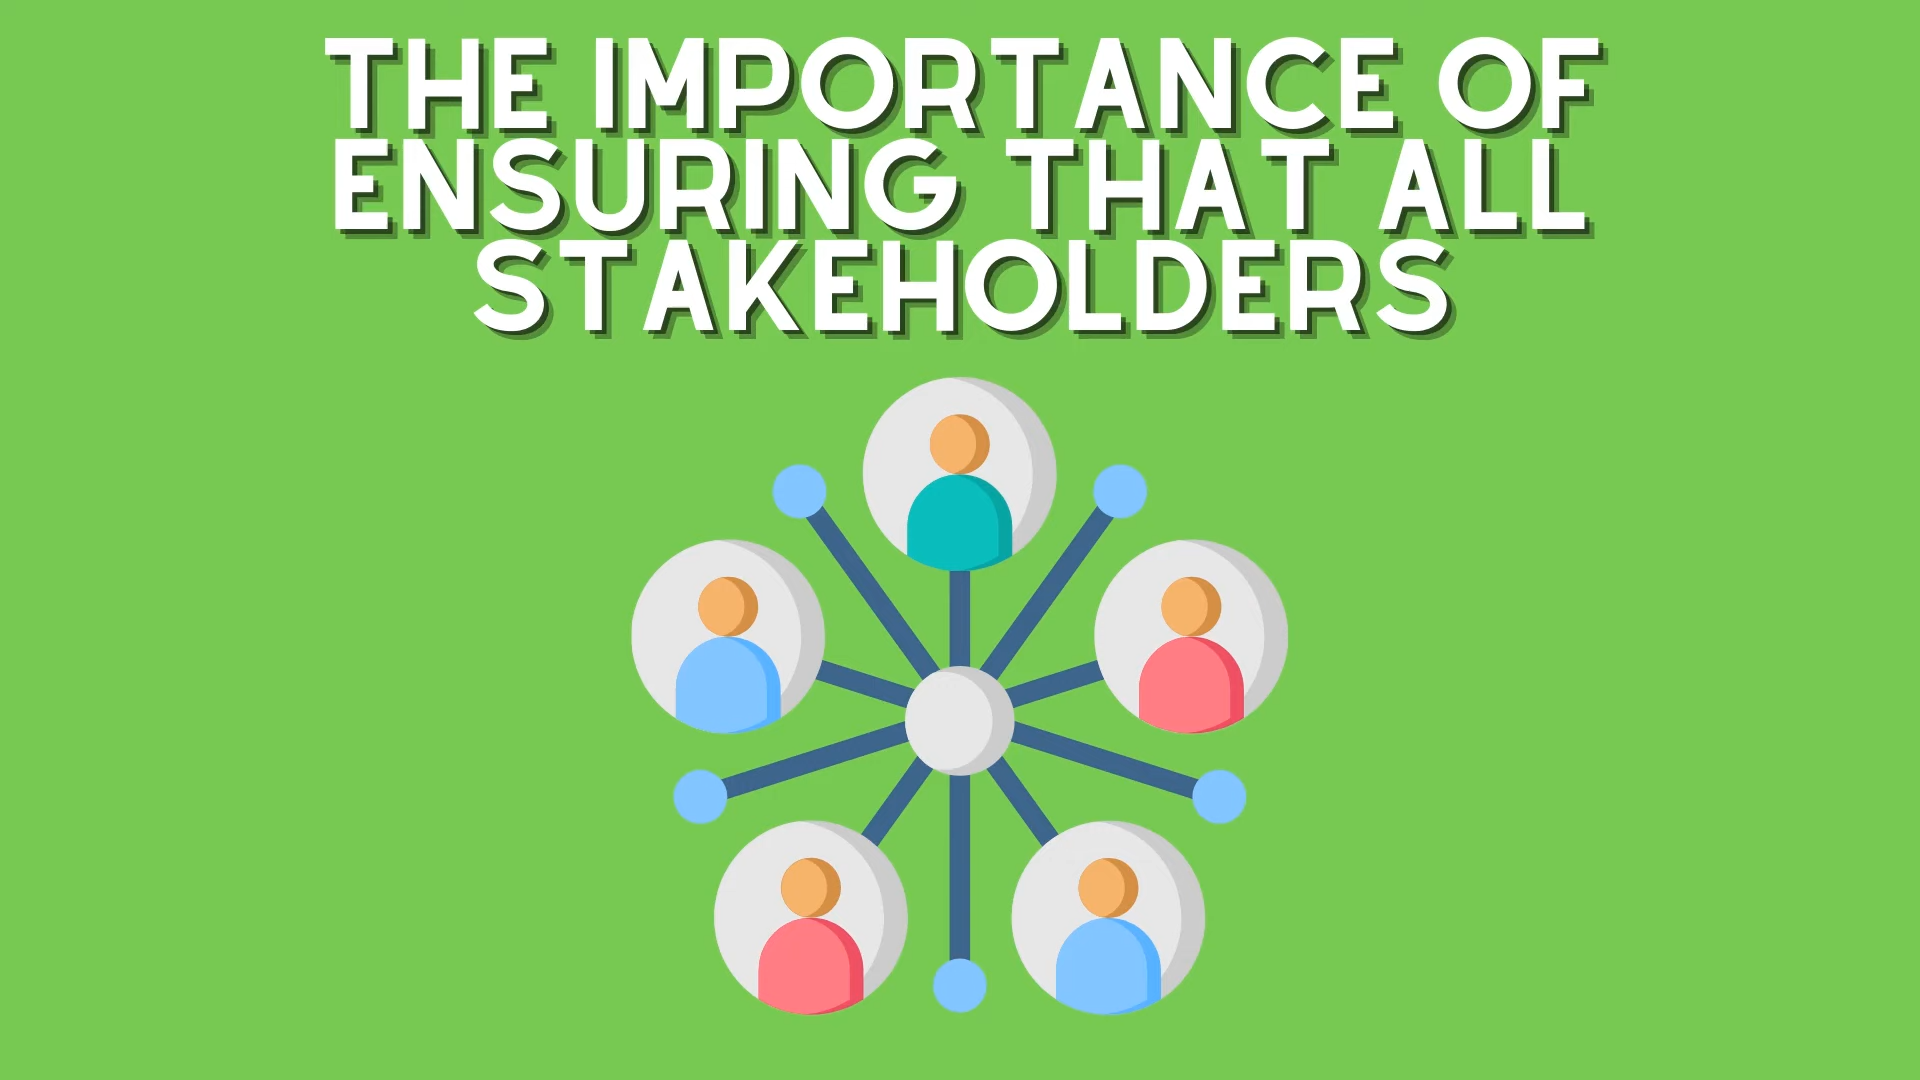 THE IMPORTANCE OF
ENSURING THAT ALL
STAKEHOLDERS